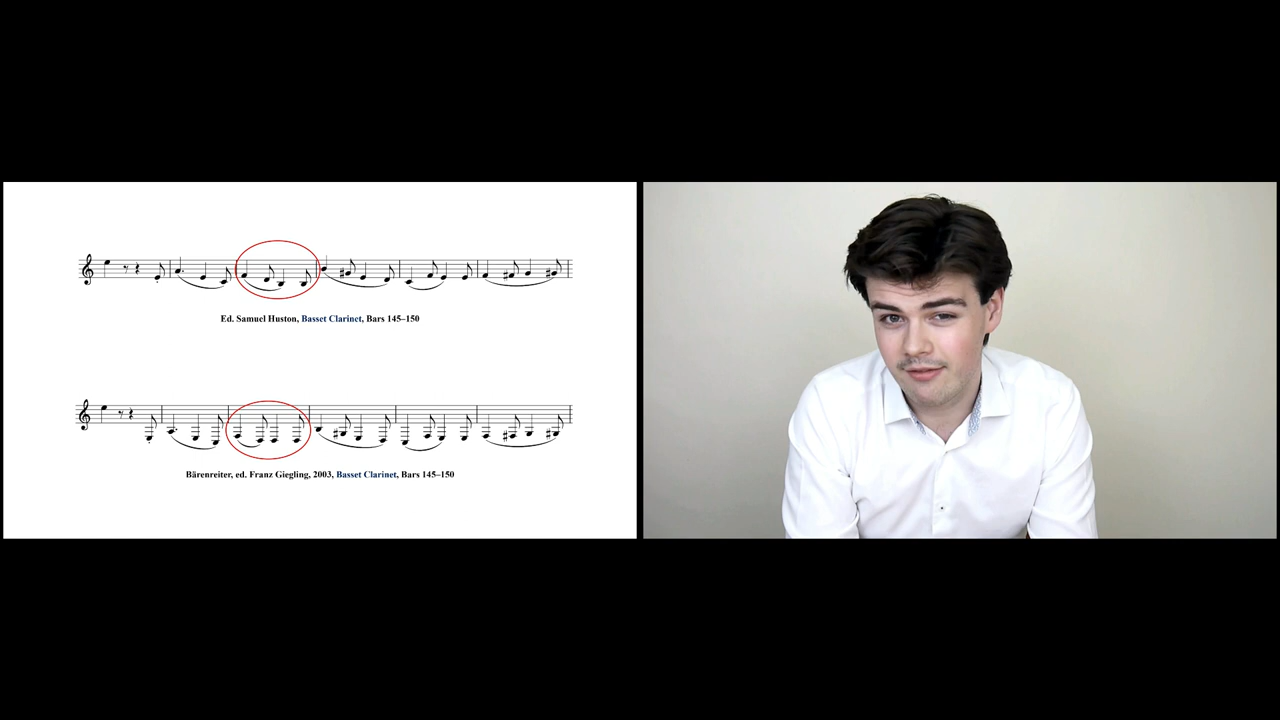 Ed. Samuel Huston, Basset Clarinet, Bars 145–150
Bärenreiter, ed. Franz Giegling, 2003, Basset Clarinet, Bars 145–150